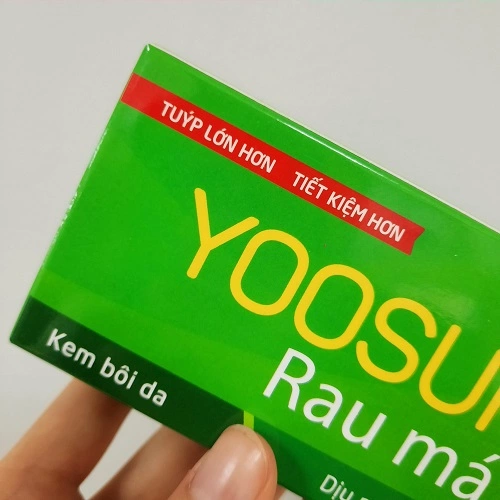 TUÝP LỚN HƠN TIẾT KIỆM HƠN
YOOSU
Rau má
Kem bôi da
Dịu